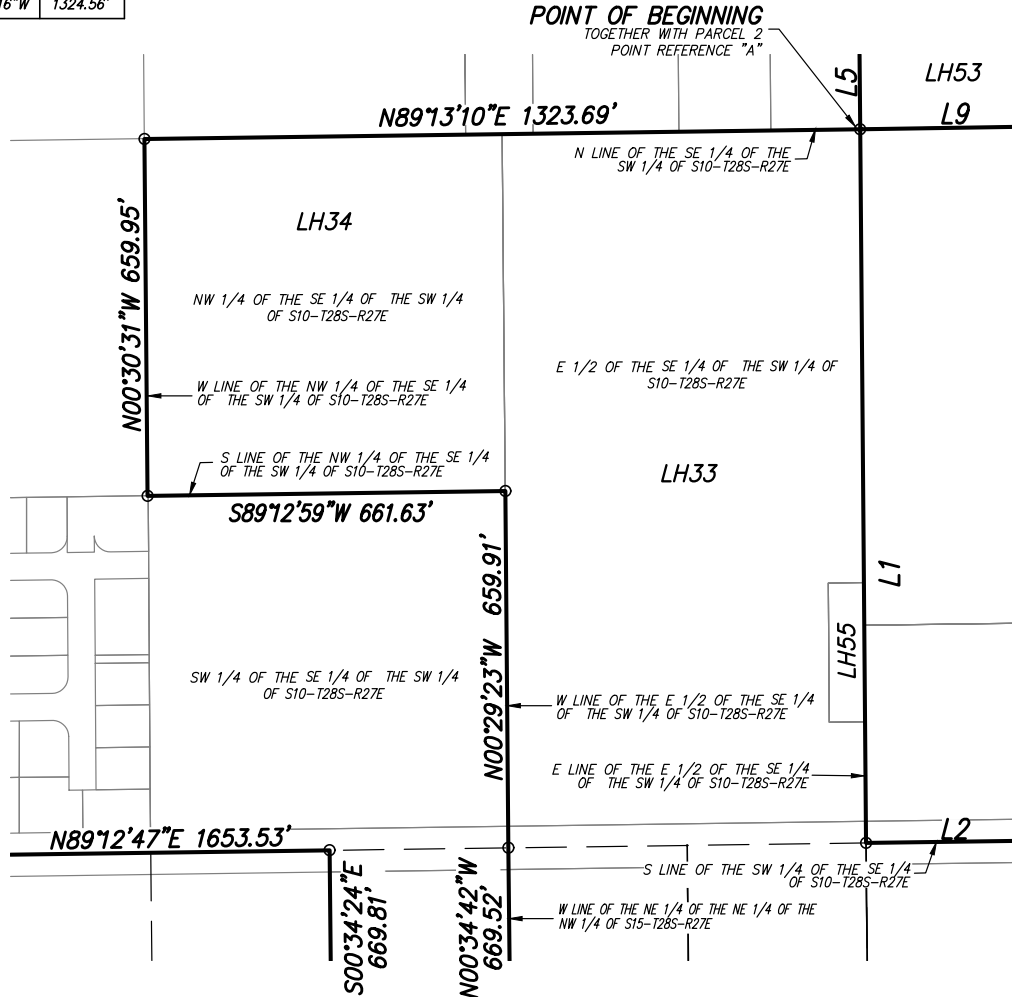 16"W 1324.56'
POINT OF BEGINNING
TOGETHER WITH PARCEL 2
POINT REFERENCE "A"
L5
LH53
L9
N89°13'10"E 1323.69'
N LINE OF THE SE 1/4 OF THE
SW 1/4 OF S10-T28S-R27E
N00°30'31"W 659.95'
LH34
NW 1/4 OF THE SE 1/4 OF THE SW 1/4
OF S10-T28S-R27E
E 1/2 OF THE SE 1/4 OF THE SW 1/4 OF
S10-T28S-R27E
W LINE OF THE NW 1/4 OF THE SE 1/4
OF THE SW 1/4 OF S10-T28S-R27E
S LINE OF THE NW 1/4 OF THE SE 1/4
OF THE SW 1/4 OF S10-T28S-R27E
LH33
S89°12'59"W 661.63'
N00°29'23"W 659.91'
L1
LH55
SW 1/4 OF THE SE 1/4 OF THE SW 1/4
OF S10-T28S-R27E
W LINE OF THE E 1/2 OF THE SE 1/4
OF THE SW 1/4 OF S10-T28S-R27E
E LINE OF THE E 1/2 OF THE SE 1/4
OF THE SW 1/4 OF S10-T28S-R27E
N89°12'47"E 1653.53'
L2
S LINE OF THE SW 1/4 OF THE SE 1/4
OF S10-T28S-R27E
S00°34'24"E
669.81'
N00°34'42"W
669.52'
W LINE OF THE NE 1/4 OF THE NE 1/4 OF THE
NW 1/4 OF S15-T28S-R27E